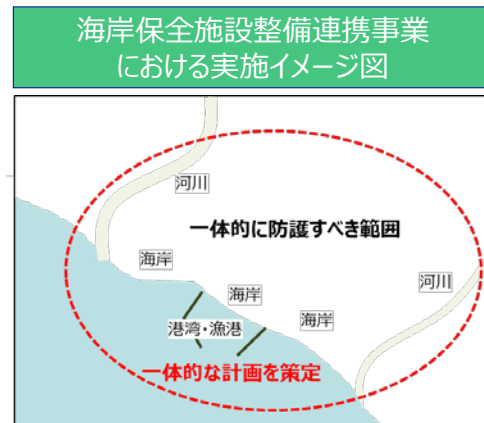 海岸保全施設整備連携事業
における実施イメージ図
河川
一体的に防護すべき範囲
海岸
河川
海岸
海岸
港湾・漁港
一体的な計画を策定